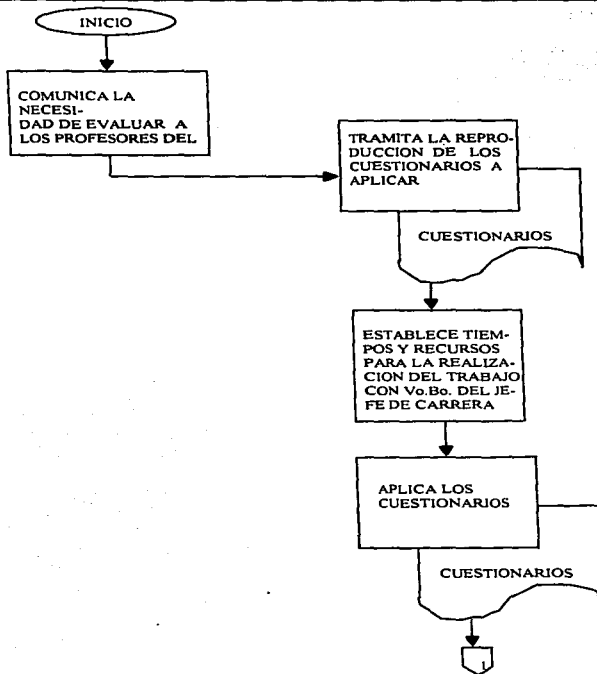 INICIO
COMUNICA LA
NECESI-
DAD DE EVALUAR A
LOS PROFESORES DEL
TRAMITA LA REPRO-
DUCCION DE LOS
CUESTIONARIOS A
APLICAR
CUESTIONARIOS
ESTABLECE TIEM-
POS Y RECURSOS
PARA LA REALIZA-
CION DEL TRABAJO
CON Vo.Bo. DEL JE-
FE DE CARRERA
APLICA LOS
CUESTIONARIOS
CUESTIONARIOS
1